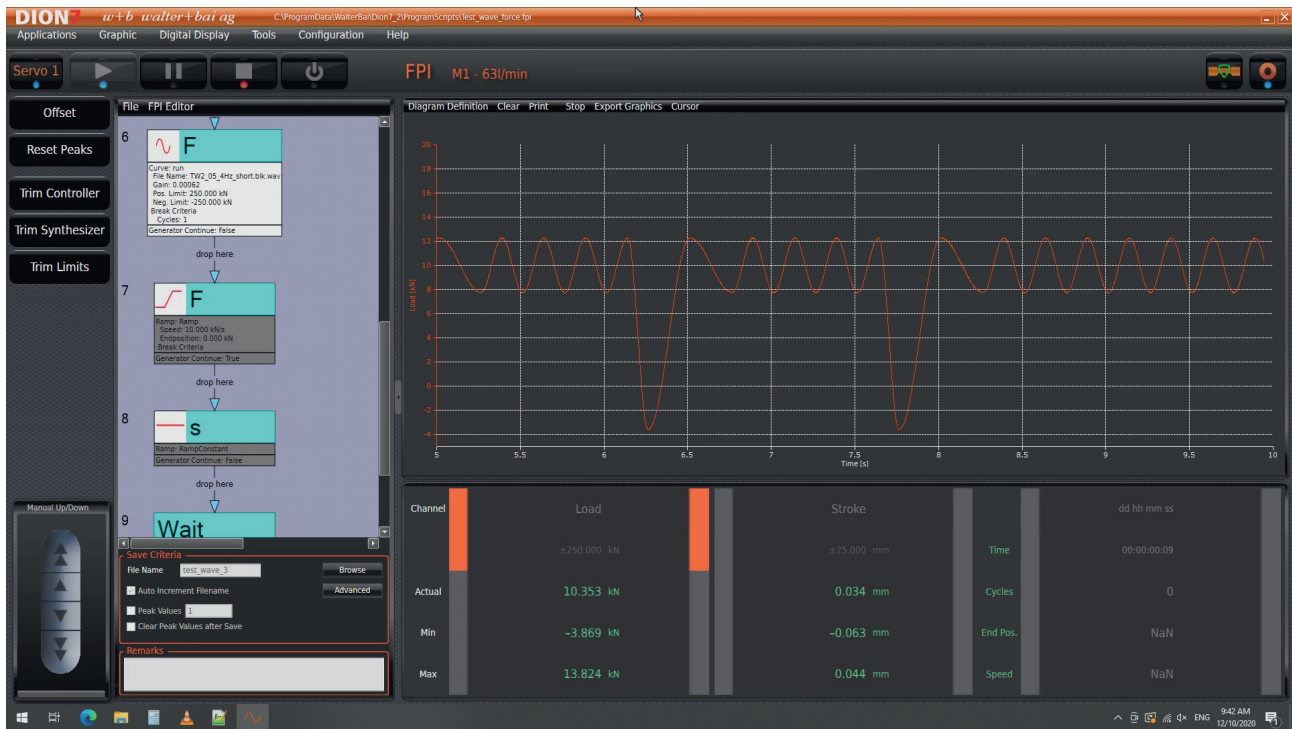 DION7 w+b walter+bai ag C:\ProgramData\WalterBai\Dion7_2\ProgramScripts\test_wave_force.fpi
Applications Graphic Digital Display Tools Configuration Help
Servo 1 FPI M1 - 63l/min
Offset
Reset Peaks
Trim Controller
Trim Synthesizer
Trim Limits
Manual Up/Down
File FPI Editor
6
F
Curve: run
File Name: TW2_05_4Hz_short.blk.wav
Gain: 0.00062
Pos. Limit: 250.000 kN
Neg. Limit: -250.000 kN
Break Criteria
Cycles: 1
Generator Continue: False
drop here
7
F
Ramp: Ramp
Speed: 10.000 kN/s
Endposition: 0.000 kN
Break Criteria
Generator Continue: True
drop here
8
s
Ramp: RampConstant
Generator Continue: False
drop here
9
Wait
Save Criteria
File Name test_wave_3 Browse
Auto Increment Filename Advanced
Peak Values 1
Clear Peak Values after Save
Remarks
Diagram Definition Clear Print Stop Export Graphics Cursor
20
18
16
14
12
10
8
6
4
2
0
-2
-4
Load [kN]
5 5.5 6 6.5 7 7.5 8 8.5 9 9.5 10
Time [s]
Channel Load Stroke dd hh mm ss
±250.000 kN ±75.000 mm Time 00:00:00:09
Actual 10.353 kN 0.034 mm Cycles 0
Min -3.869 kN -0.063 mm End Pos. NaN
Max 13.824 kN 0.044 mm Speed NaN
ENG 9:42 AM
12/10/2020
1